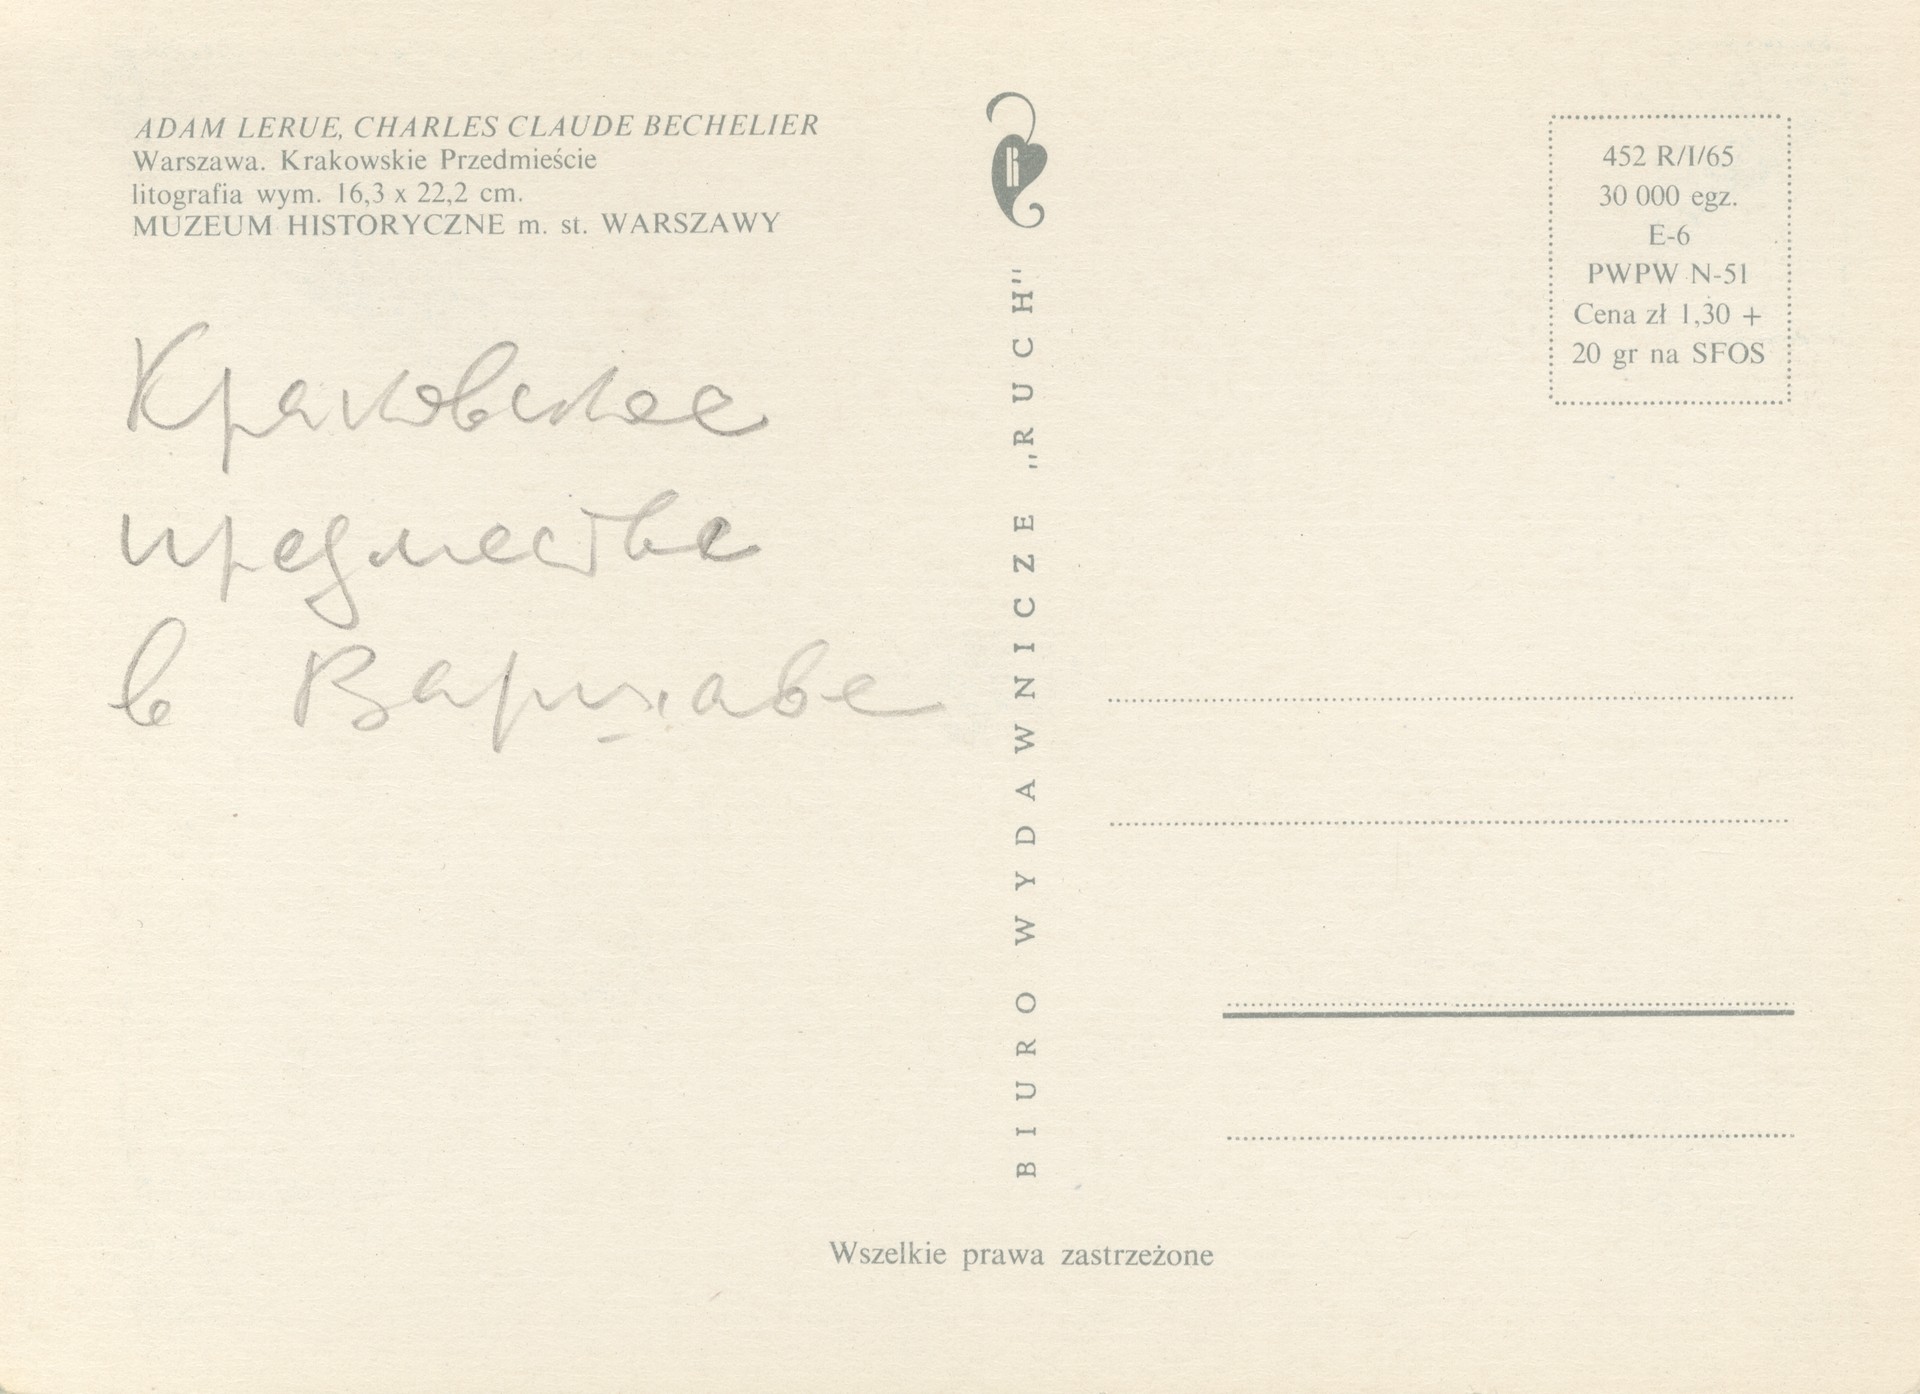 ADAM LERUE, CHARLES CLAUDE BECHELIER
Warszawa. Krakowskie Przedmieście
litografia wym. 16,3 x 22,2 cm.
MUZEUM HISTORYCZNE m. st. WARSZAWY
Краковское
предместве
в Варшаве
BIURO WYDAWNICZE „RUCH"
452 R/I/65
30 000 egz.
E-6
PWPW N-51
Cena zł 1,30 +
20 gr na SFOS
Wszelkie prawa zastrzeżone